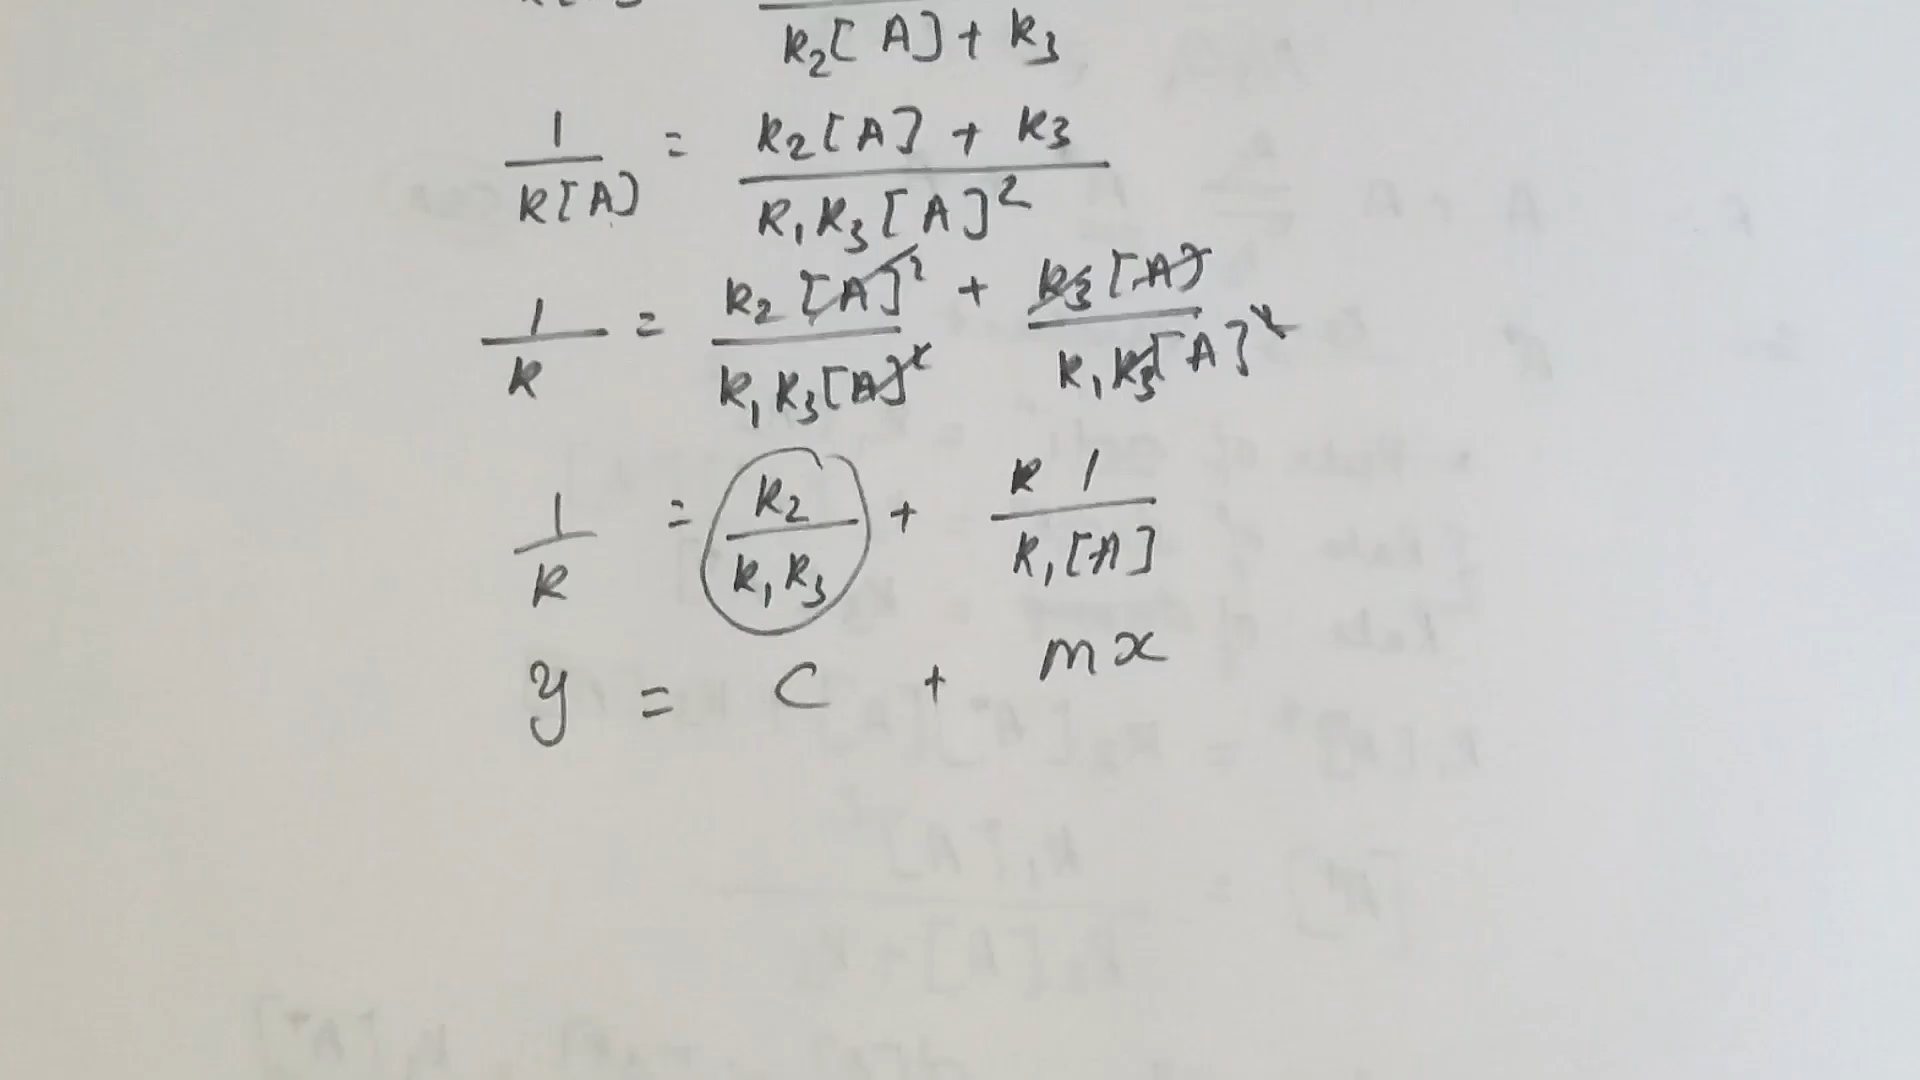 k₂[A] + k₃
1/k[A] = (k₂[A] + k₃)/(k₁k₃[A]²)
1/k = k₂[A]²/(k₁k₃[A]²) + k₃[A]/(k₁k₃[A]²)
1/k = k₂/(k₁k₃) + k 1/(k₁[A])
y = C + mx